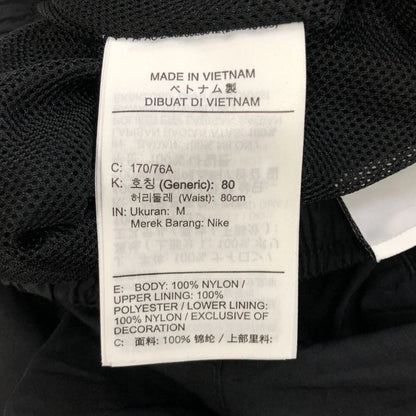 MADE IN VIETNAM
ベトナム製
DIBUAT DI VIETNAM
C: 170/76A
K: 호칭 (Generic): 80
허리둘레 (Waist): 80cm
IN: Ukuran: M
Merek Barang: Nike
E: BODY: 100% NYLON /
UPPER LINING: 100%
POLYESTER / LOWER LINING:
100% NYLON / EXCLUSIVE OF
DECORATION
C: 面料: 100% 锦纶 / 上部里料: